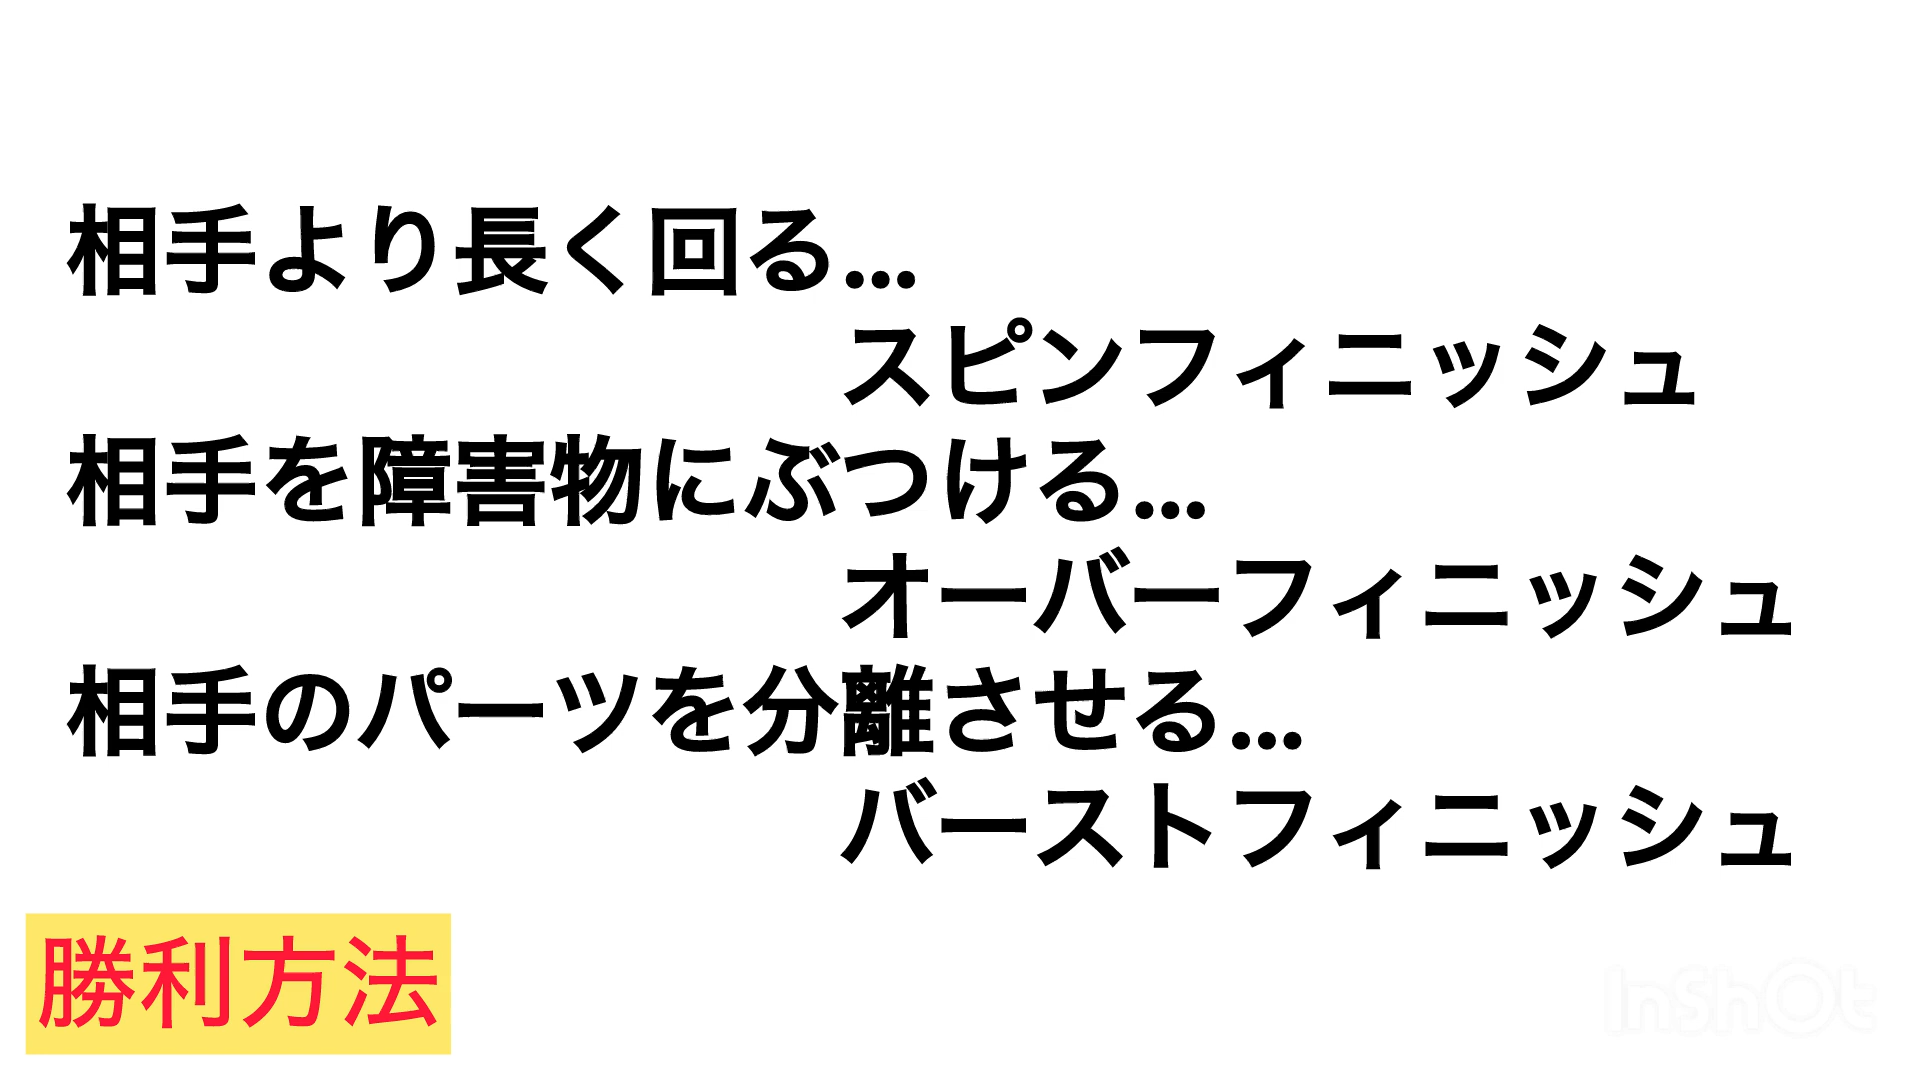 相手より長く回る...
スピンフィニッシュ
相手を障害物にぶつける...
オーバーフィニッシュ
相手のパーツを分離させる...
バーストフィニッシュ
勝利方法
InShOt